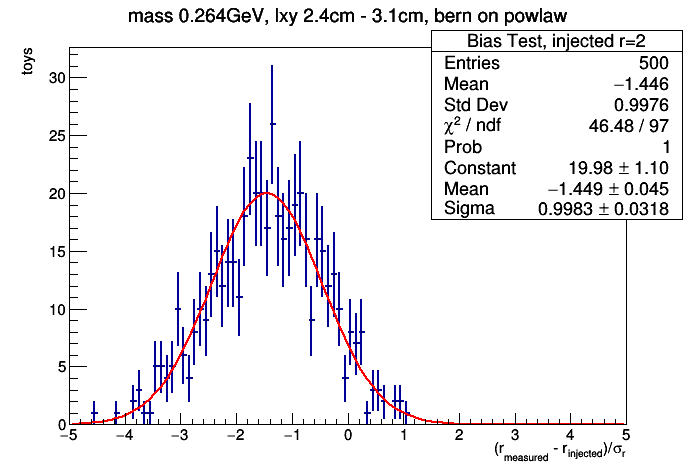 mass 0.264GeV, lxy 2.4cm - 3.1cm, bern on powlaw
Bias Test, injected r=2
Entries 500
Mean −1.446
Std Dev 0.9976
χ² / ndf 46.48 / 97
Prob 1
Constant 19.98 ± 1.10
Mean −1.449 ± 0.045
Sigma 0.9983 ± 0.0318
toys
30
25
20
15
10
5
0
−5 −4 −3 −2 −1 0 1 2 3 4 5
(r_measured - r_injected)/σ_r